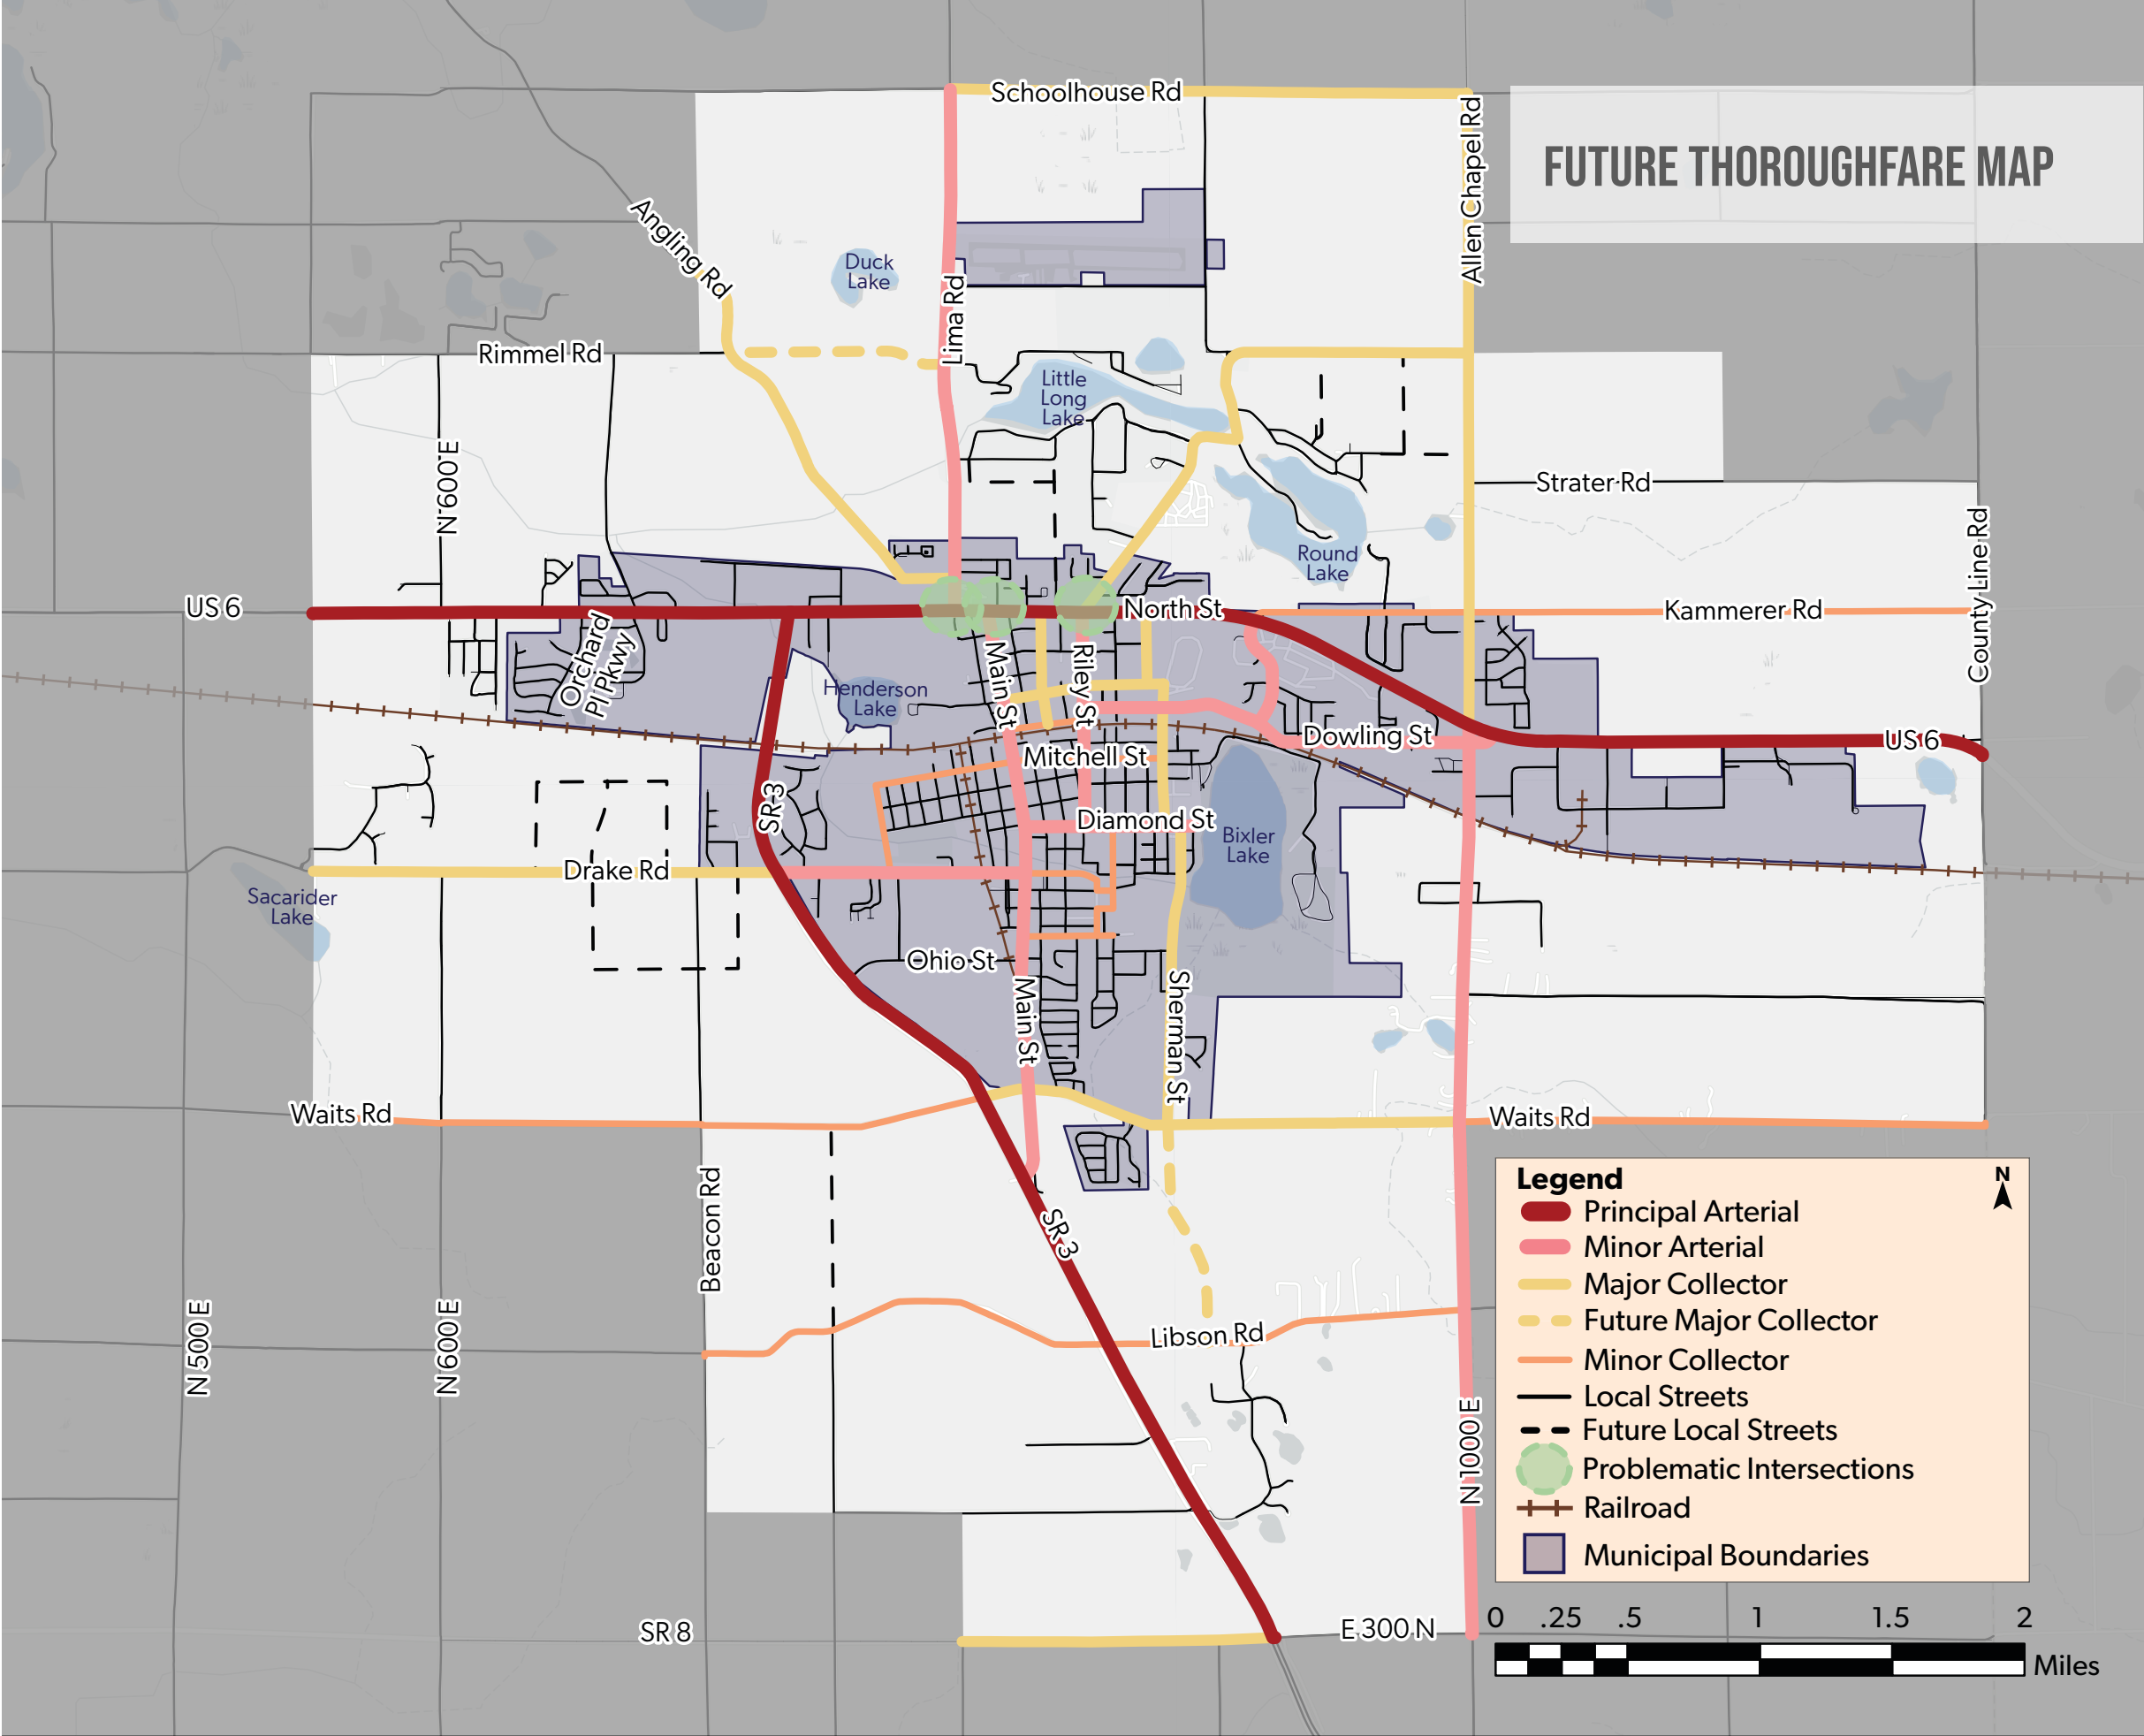 Schoolhouse Rd
Allen Chapel Rd
FUTURE THOROUGHFARE MAP
Angling Rd
Duck
Lake
Lima Rd
Rimmel Rd
Little
Long
Lake
N 600 E
Strater Rd
County Line Rd
Round
Lake
US 6
North St
Kammerer Rd
Orchard
Pl Pkwy
Main St
Riley St
Henderson
Lake
Dowling St
US 6
Mitchell St
SR 3
Diamond St
Bixler
Lake
Drake Rd
Sacarider
Lake
Ohio St
Main St
Sherman St
Waits Rd
Waits Rd
Beacon Rd
SR 3
Libson Rd
N 500 E
N 600 E
N 1000 E
SR 8
E 300 N
Legend
N
Principal Arterial
Minor Arterial
Major Collector
Future Major Collector
Minor Collector
Local Streets
Future Local Streets
Problematic Intersections
Railroad
Municipal Boundaries
0 .25 .5 1 1.5 2
Miles